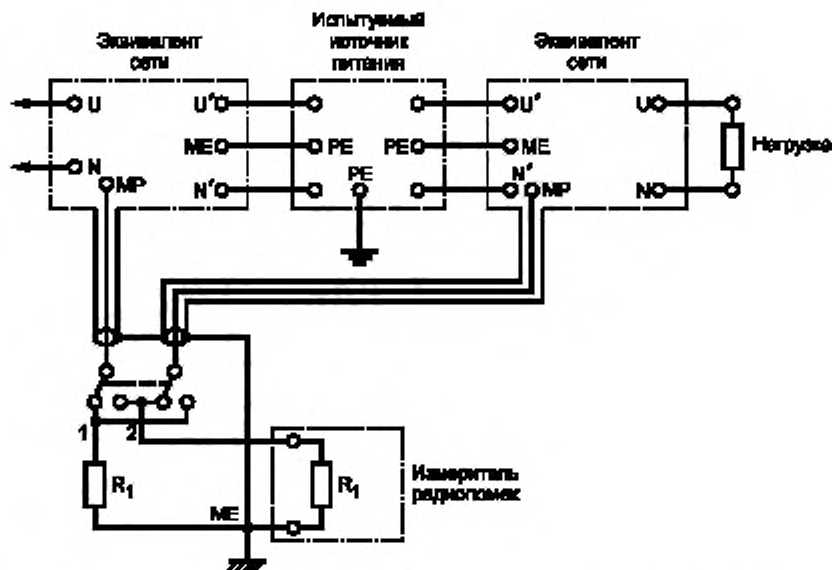 Эквивалент
сети
Испытуемый
источник
питания
Эквивалент
сети
U U′
U′ U
ME PE PE ME
N PE N′
MP N′ MP N
Нагрузка
1 2
R₁ R₁
ME
Измеритель
радиопомех